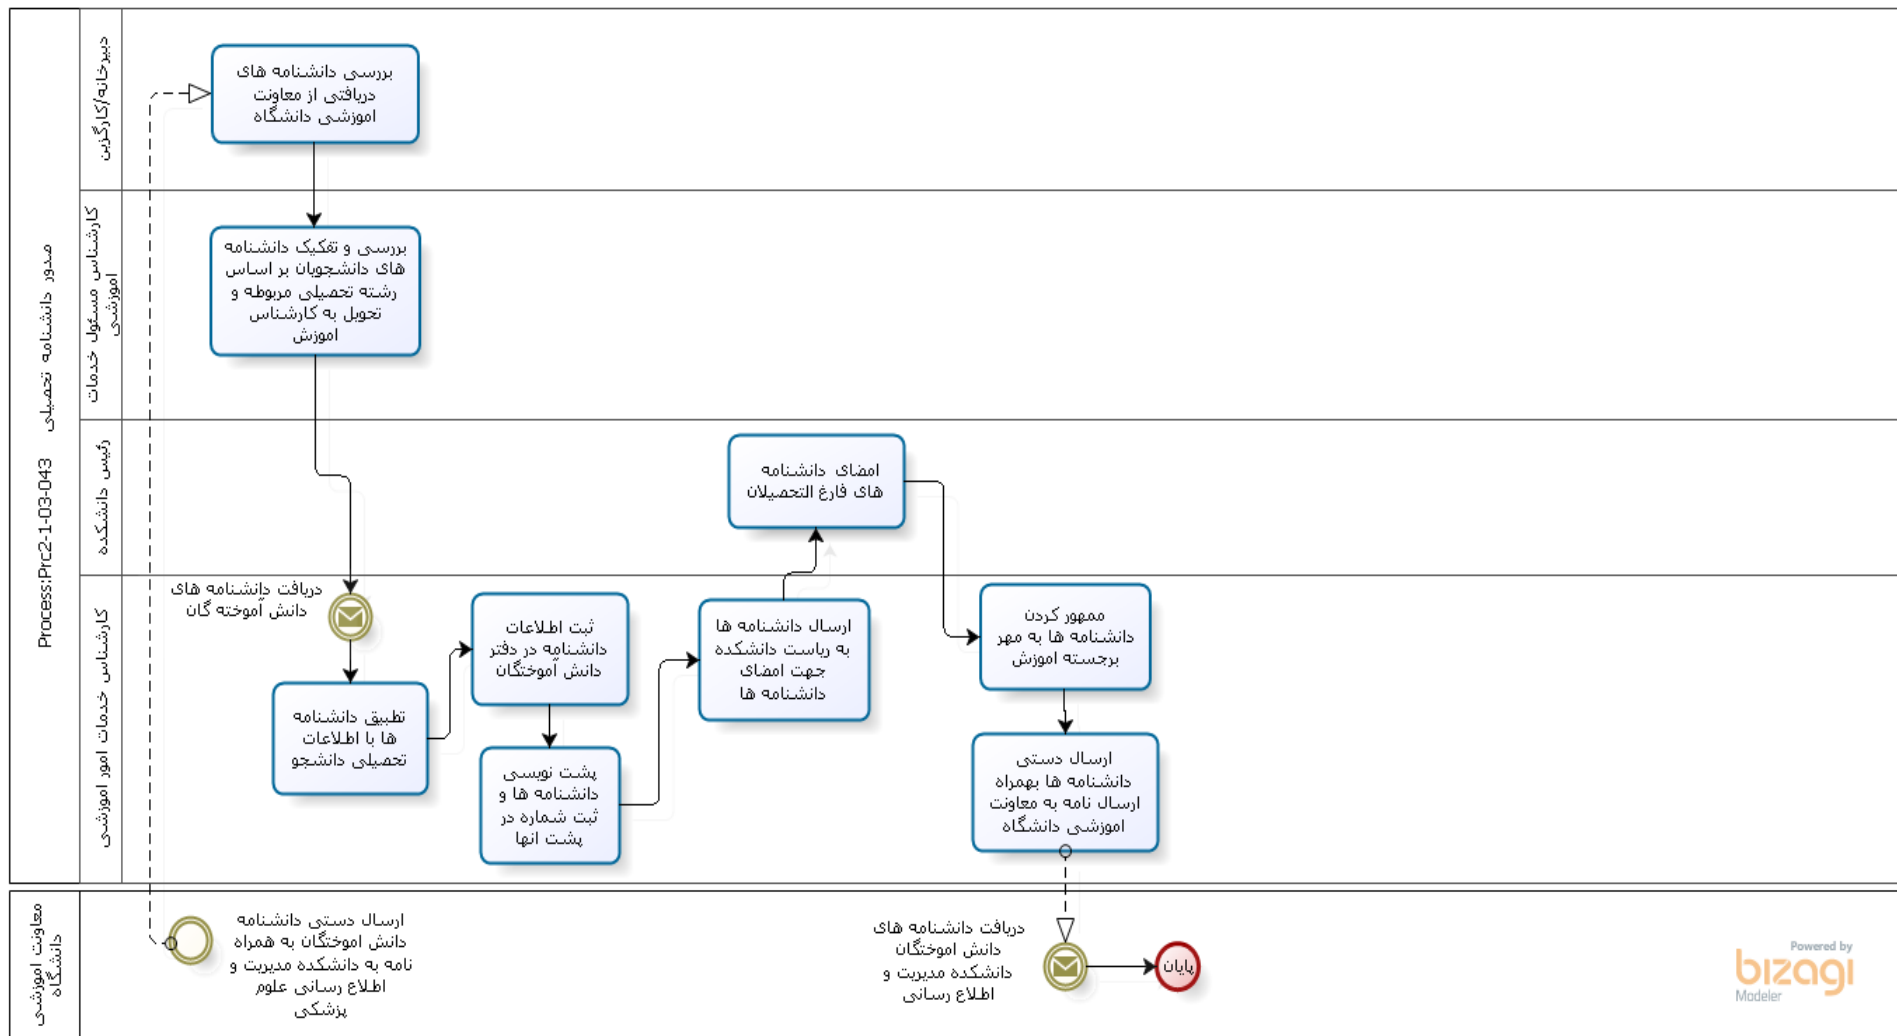 صدور دانشنامه تحصیلی
Process:Prc2-1-03-043
دبیرخانه/کارگزین
بررسی دانشنامه های
دریافتی از معاونت
اموزشی دانشگاه
کارشناس مسئول خدمات
اموزشی
بررسی و تفکیک دانشنامه
های دانشجویان بر اساس
رشته تحصیلی مربوطه و
تحویل به کارشناس
اموزش
رئیس دانشکده
امضای دانشنامه
های فارغ التحصیلان
کارشناس خدمات امور اموزشی
دریافت دانشنامه های
دانش آموخته گان
تطبیق دانشنامه
ها با اطلاعات
تحصیلی دانشجو
ثبت اطلاعات
دانشنامه در دفتر
دانش آموختگان
پشت نویسی
دانشنامه ها و
ثبت شماره در
پشت انها
ارسال دانشنامه ها
به ریاست دانشکده
جهت امضای
دانشنامه ها
ممهور کردن
دانشنامه ها به مهر
برجسته اموزش
ارسال دستی
دانشنامه ها بهمراه
ارسال نامه به معاونت
اموزشی دانشگاه
معاونت اموزشی
دانشگاه
ارسال دستی دانشنامه
دانش اموختگان به همراه
نامه به دانشکده مدیریت و
اطلاع رسانی علوم
پزشکی
دریافت دانشنامه های
دانش اموختگان
دانشکده مدیریت و
اطلاع رسانی
پایان
Powered by
bizagi
Modeler